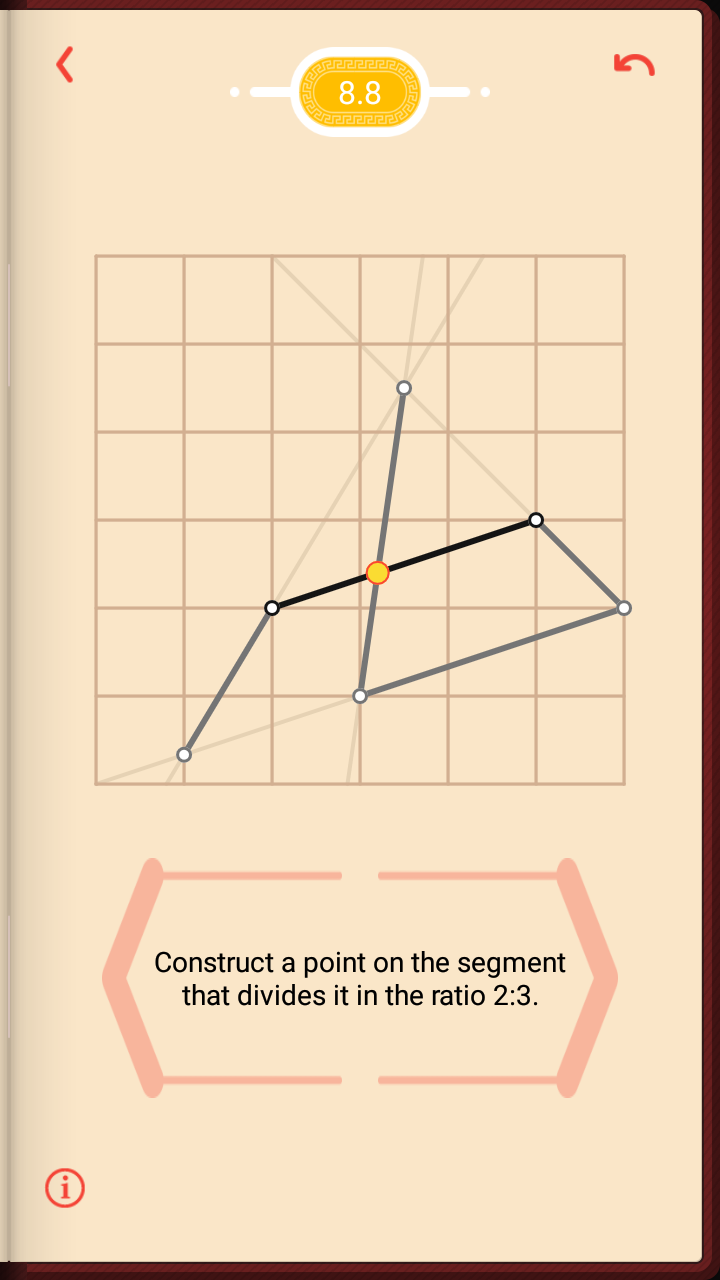 8.8
Construct a point on the segment
that divides it in the ratio 2:3.
i